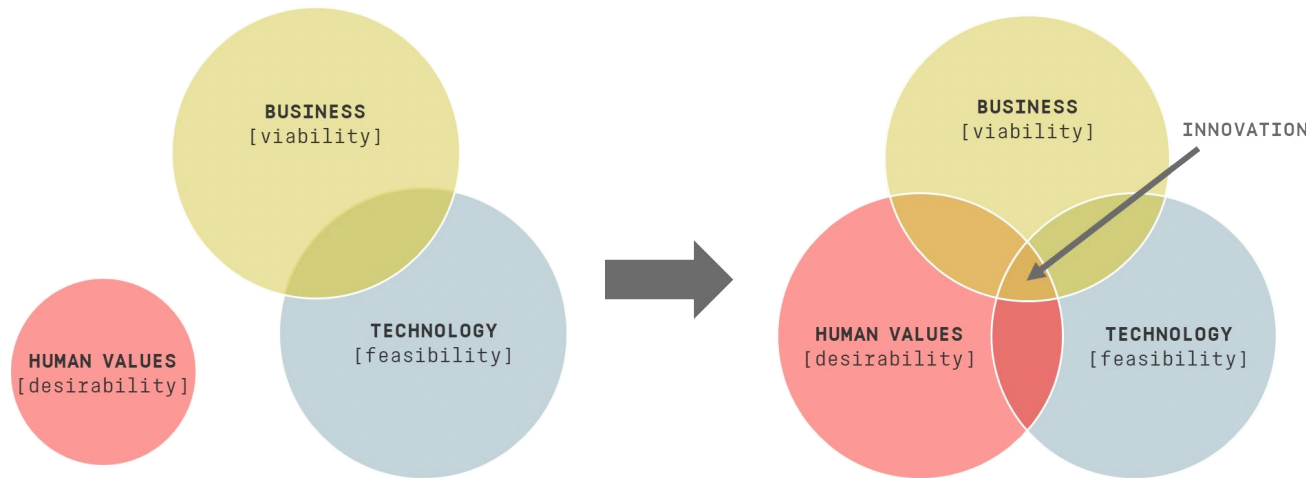 BUSINESS
[viability]
TECHNOLOGY
[feasibility]
HUMAN VALUES
[desirability]
BUSINESS
[viability]
INNOVATION
HUMAN VALUES
[desirability]
TECHNOLOGY
[feasibility]